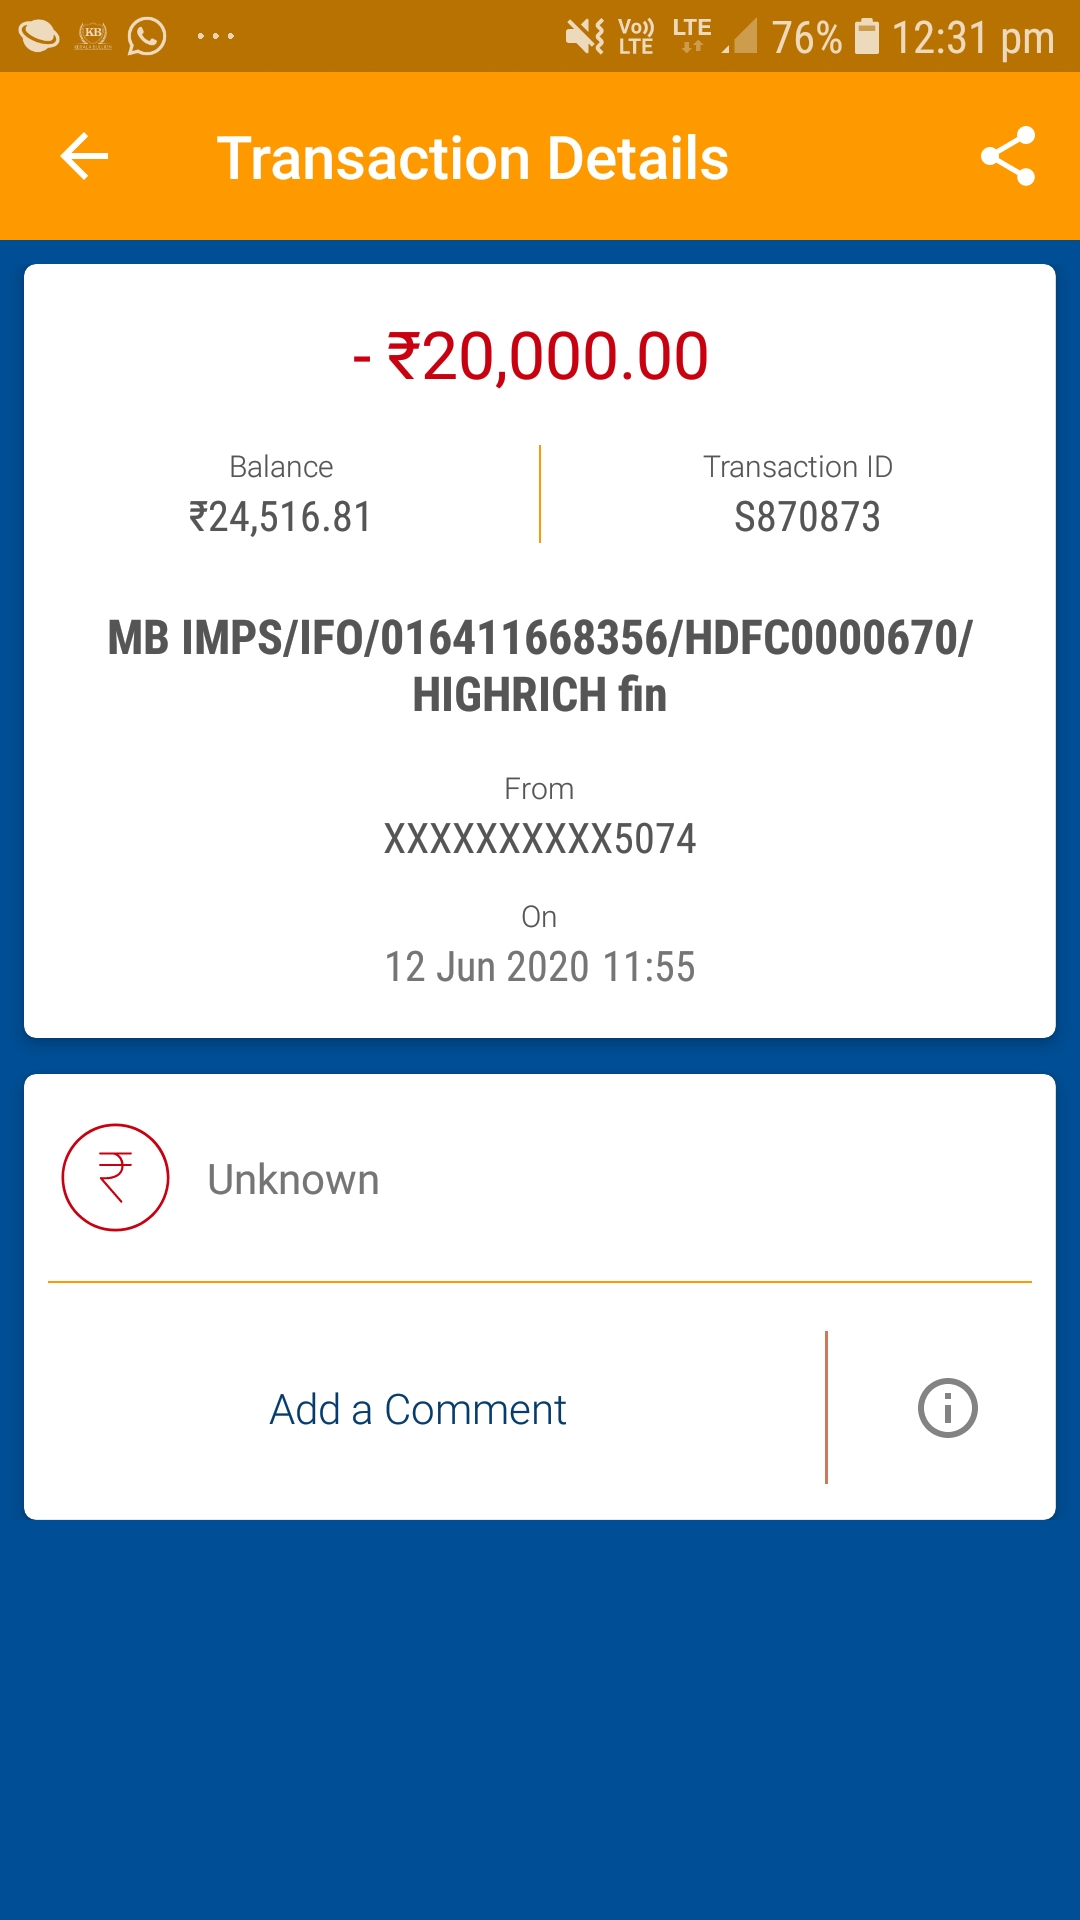 KB
Vo)) LTE LTE 76% 12:31 pm
Transaction Details
- ₹20,000.00
Balance
Transaction ID
₹24,516.81
S870873
MB IMPS/IFO/016411668356/HDFC0000670/
HIGHRICH fin
From
XXXXXXXXXX5074
On
12 Jun 2020 11:55
Unknown
Add a Comment